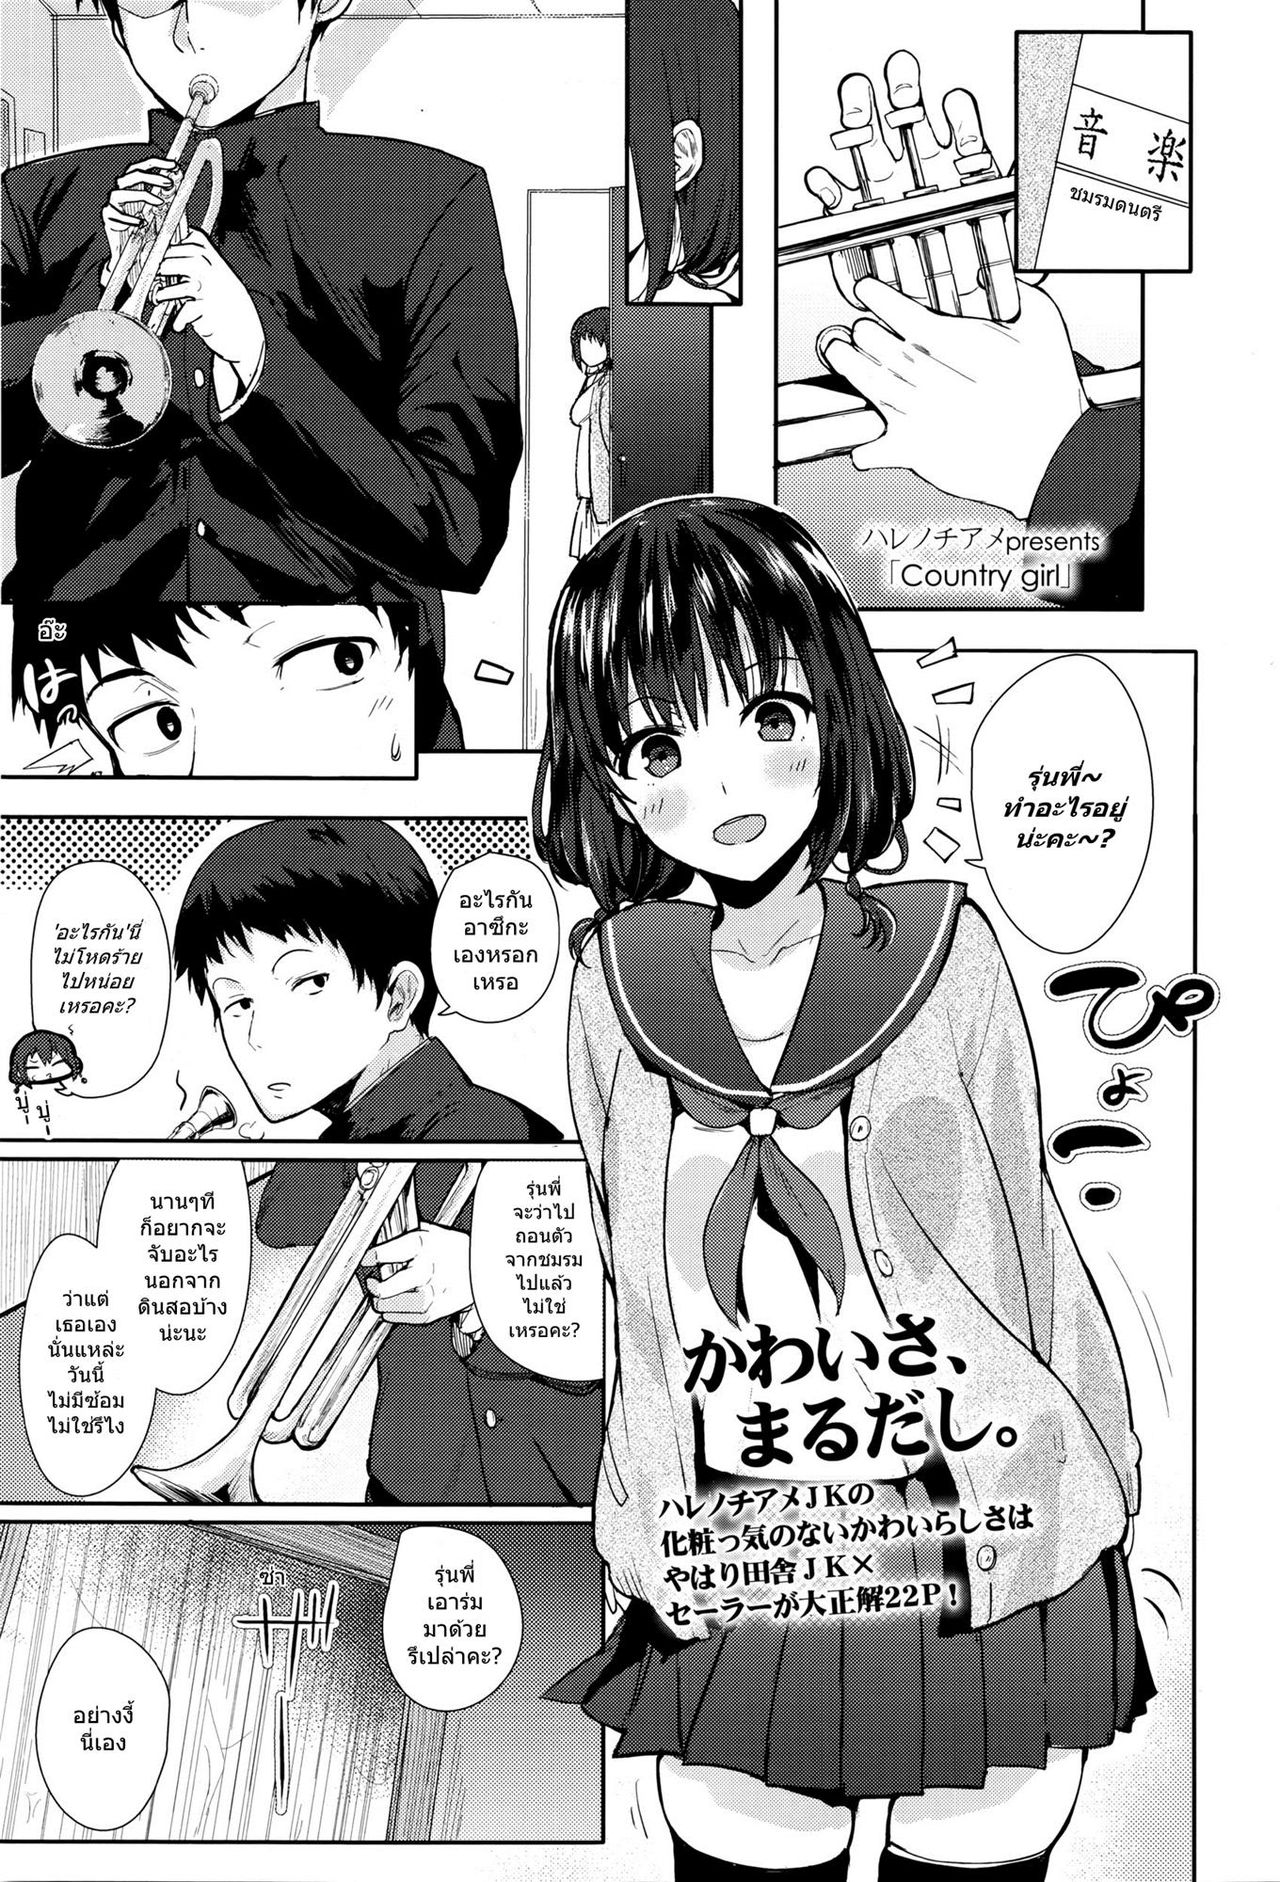 音楽
ชมรมดนตรี
ハレノチアメpresents
「Country girl」
อ๊ะ
はっ
รุ่นพี่~
ทำอะไรอยู่
น่ะคะ~?
ぴょー
อะไรกัน
อาซึกะ
เองหรอก
เหรอ
'อะไรกัน'นี่
ไม่โหดร้าย
ไปหน่อย
เหรอคะ?
บู่-
บู่-
รุ่นพี่
จะว่าไป
ถอนตัว
จากชมรม
ไปแล้ว
ไม่ใช่
เหรอคะ?
นานๆที
ก็อยากจะ
จับอะไร
นอกจาก
ดินสอบ้าง
น่ะนะ
ว่าแต่
เธอเอง
นั่นแหล่ะ
วันนี้
ไม่มีซ้อม
ไม่ใช่รึไง
かわいさ、
まるだし。
ハレノチアメJKの
化粧っ気のないかわいらしさは
やはり田舎JK×
セーラーが大正解22P!
รุ่นพี่
เอาร่ม
มาด้วย
รึเปล่าคะ?
ซ่า
อย่างงี้
นี่เอง